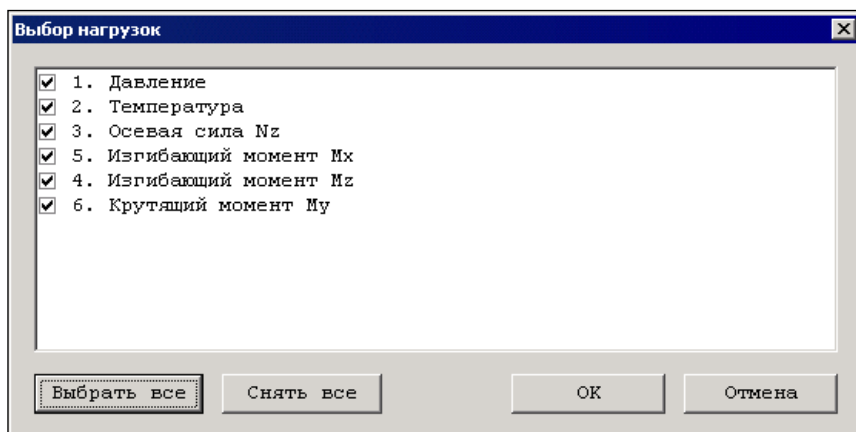 Выбор нагрузок
1. Давление
2. Температура
3. Осевая сила Nz
5. Изгибающий момент Mx
4. Изгибающий момент Mz
6. Крутящий момент My
Выбрать все Снять все OK Отмена